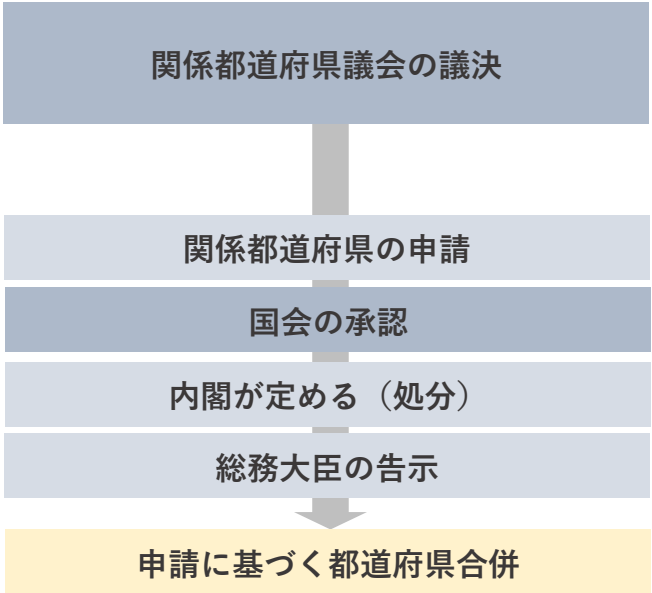 関係都道府県議会の議決
関係都道府県の申請
国会の承認
内閣が定める（処分）
総務大臣の告示
申請に基づく都道府県合併